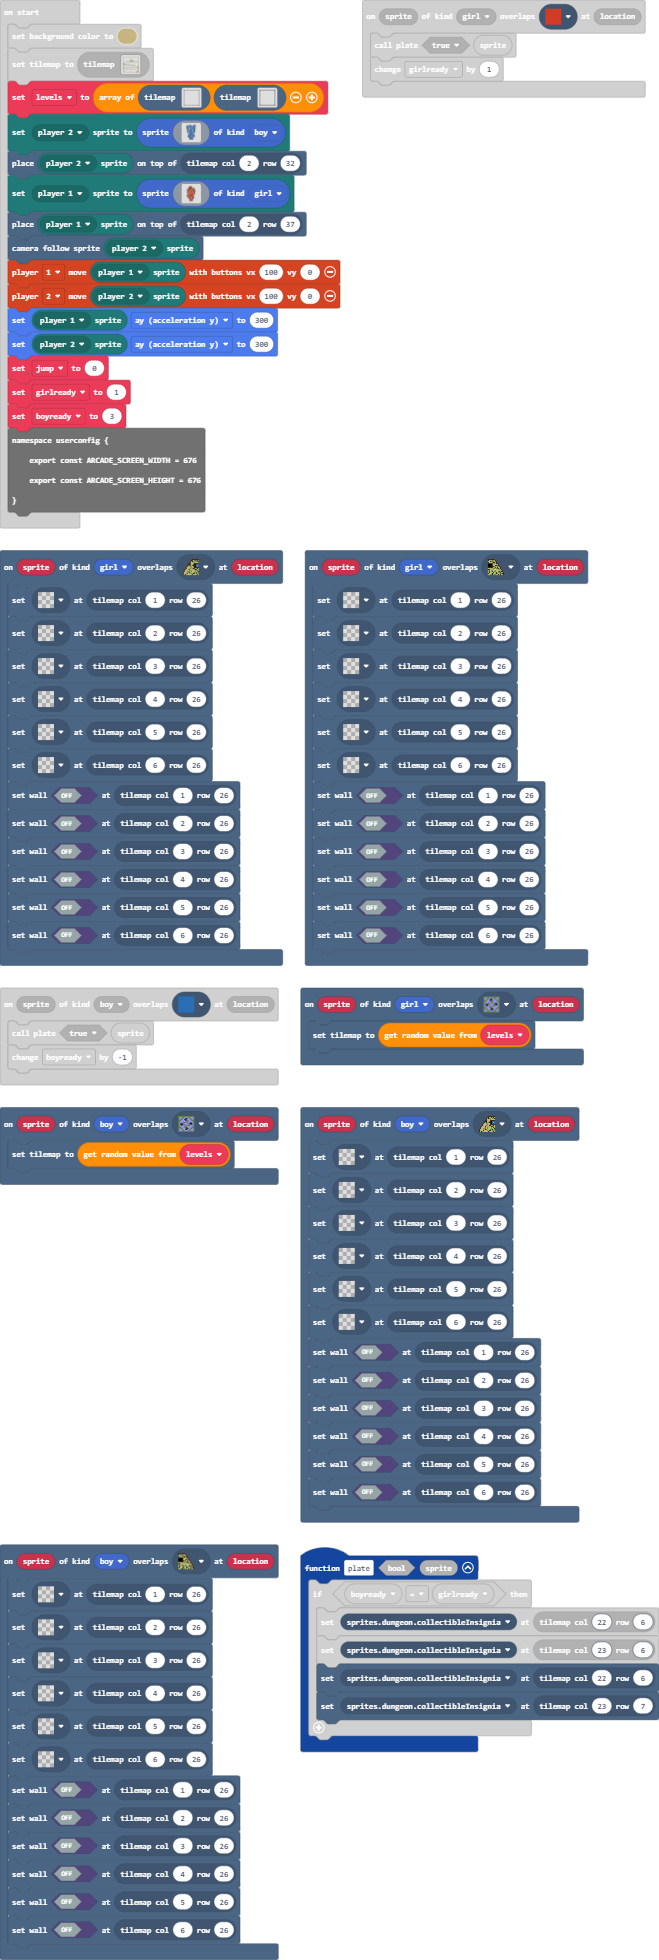 on start
set background color to
set tilemap to tilemap
set levels to array of tilemap tilemap
set player 2 sprite to sprite of kind boy
place player 2 sprite on top of tilemap col 2 row 32
set player 1 sprite to sprite of kind girl
place player 1 sprite on top of tilemap col 2 row 37
camera follow sprite player 2 sprite
player 1 move player 1 sprite with buttons vx 100 vy 0
player 2 move player 2 sprite with buttons vx 100 vy 0
set player 1 sprite ay (acceleration y) to 300
set player 2 sprite ay (acceleration y) to 300
set jump to 0
set girlready to 1
set boyready to 3
namespace userconfig {
export const ARCADE_SCREEN_WIDTH = 676
export const ARCADE_SCREEN_HEIGHT = 676
}
on sprite of kind girl overlaps at location
call plate true sprite
change girlready by 1
on sprite of kind girl overlaps at location
set at tilemap col 1 row 26
set at tilemap col 2 row 26
set at tilemap col 3 row 26
set at tilemap col 4 row 26
set at tilemap col 5 row 26
set at tilemap col 6 row 26
set wall OFF at tilemap col 1 row 26
set wall OFF at tilemap col 2 row 26
set wall OFF at tilemap col 3 row 26
set wall OFF at tilemap col 4 row 26
set wall OFF at tilemap col 5 row 26
set wall OFF at tilemap col 6 row 26
on sprite of kind girl overlaps at location
set at tilemap col 1 row 26
set at tilemap col 2 row 26
set at tilemap col 3 row 26
set at tilemap col 4 row 26
set at tilemap col 5 row 26
set at tilemap col 6 row 26
set wall OFF at tilemap col 1 row 26
set wall OFF at tilemap col 2 row 26
set wall OFF at tilemap col 3 row 26
set wall OFF at tilemap col 4 row 26
set wall OFF at tilemap col 5 row 26
set wall OFF at tilemap col 6 row 26
on sprite of kind boy overlaps at location
call plate true sprite
change boyready by -1
on sprite of kind girl overlaps at location
set tilemap to get random value from levels
on sprite of kind boy overlaps at location
set tilemap to get random value from levels
on sprite of kind boy overlaps at location
set at tilemap col 1 row 26
set at tilemap col 2 row 26
set at tilemap col 3 row 26
set at tilemap col 4 row 26
set at tilemap col 5 row 26
set at tilemap col 6 row 26
set wall OFF at tilemap col 1 row 26
set wall OFF at tilemap col 2 row 26
set wall OFF at tilemap col 3 row 26
set wall OFF at tilemap col 4 row 26
set wall OFF at tilemap col 5 row 26
set wall OFF at tilemap col 6 row 26
on sprite of kind boy overlaps at location
set at tilemap col 1 row 26
set at tilemap col 2 row 26
set at tilemap col 3 row 26
set at tilemap col 4 row 26
set at tilemap col 5 row 26
set at tilemap col 6 row 26
set wall OFF at tilemap col 1 row 26
set wall OFF at tilemap col 2 row 26
set wall OFF at tilemap col 3 row 26
set wall OFF at tilemap col 4 row 26
set wall OFF at tilemap col 5 row 26
set wall OFF at tilemap col 6 row 26
function plate bool sprite
if boyready = girlready then
set sprites.dungeon.collectibleInsignia at tilemap col 22 row 6
set sprites.dungeon.collectibleInsignia at tilemap col 23 row 6
set sprites.dungeon.collectibleInsignia at tilemap col 22 row 6
set sprites.dungeon.collectibleInsignia at tilemap col 23 row 7